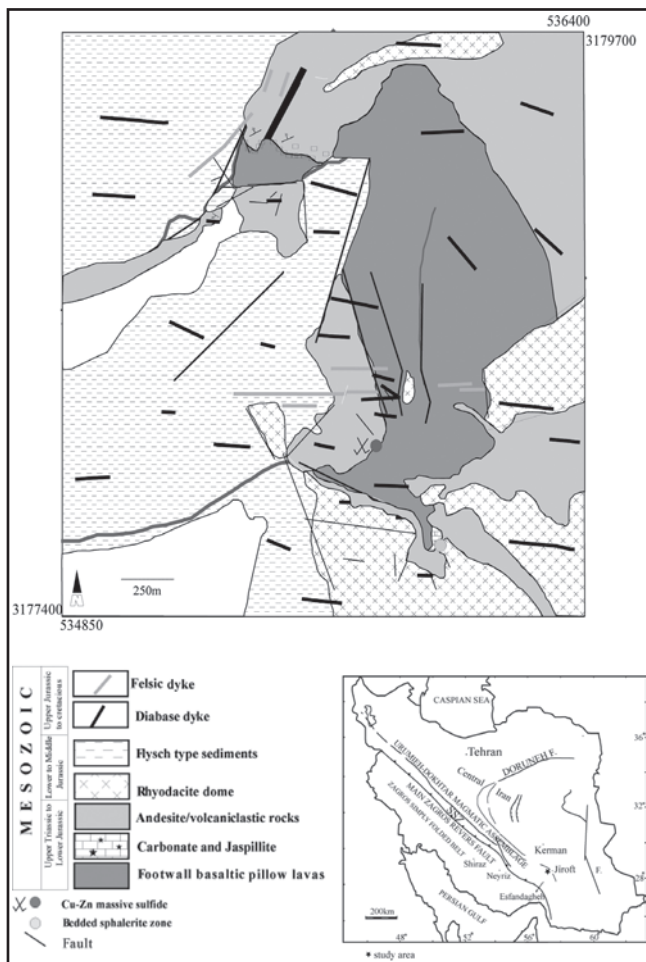 536400
3179700
250m
3177400
534850
MESOZOIC
Upper Jurassic to cretacious
Lower to Middle Jurassic
Upper Triassic to Lower Jurassic
Felsic dyke
Diabase dyke
Flysch type sediments
Rhyodacite dome
Andesite/volcaniclastic rocks
Carbonate and Jaspillite
Footwall basaltic pillow lavas
Cu-Zn massive sulfide
Bedded sphalerite zone
Fault
CASPIAN SEA
36
Tehran
DORUNEH F.
URUMIEH-DOKHTAR MAGMATIC ASSEMBLAGE
Central
Iran
32
MAIN ZAGROS REVERS FAULT
ZAGROS SIMPLY FOLDED BELT
Kerman
Shiraz
Jiroft
F.
28
Neyriz
Esfandagheh
PERSIAN GULF
200km
48
52
56
60
* study area